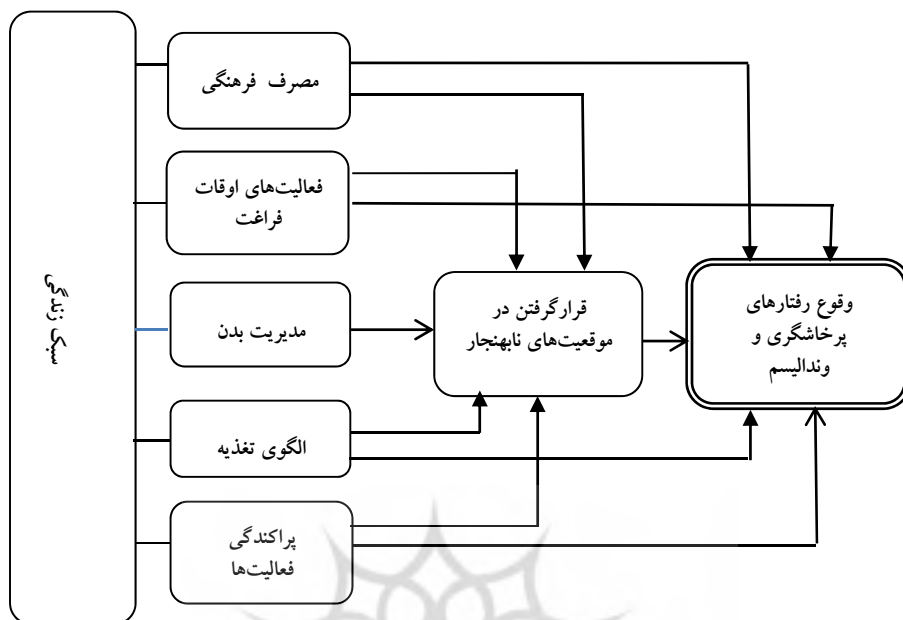 سبک زندگی
مصرف فرهنگی
فعالیت‌های اوقات
فراغت
مدیریت بدن
الگوی تغذیه
پراکندگی
فعالیت‌ها
قرارگرفتن در
موقعیت‌های نابهنجار
وقوع رفتارهای
پرخاشگری و
وندالیسم